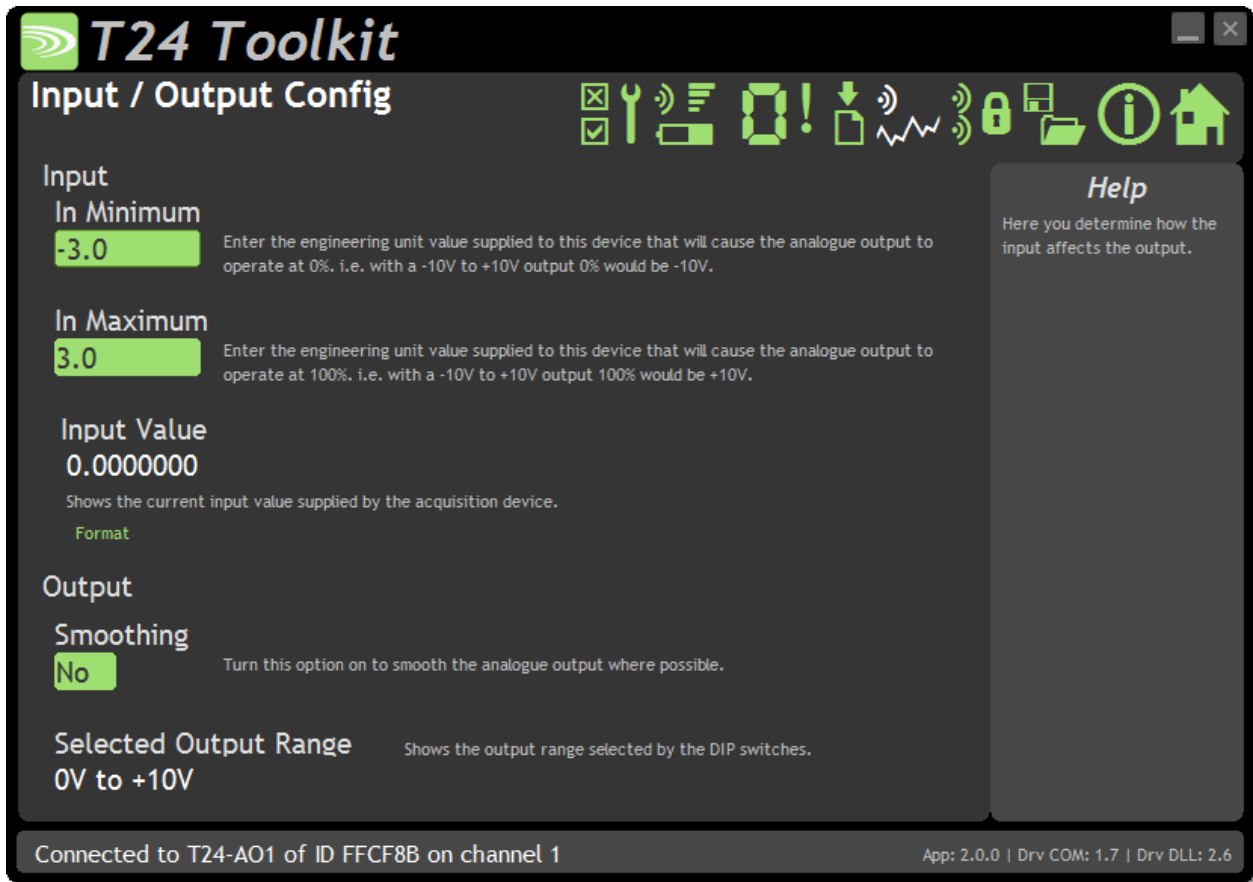 T24 Toolkit
Input / Output Config
Input
In Minimum
-3.0
Enter the engineering unit value supplied to this device that will cause the analogue output to
operate at 0%. i.e. with a -10V to +10V output 0% would be -10V.
In Maximum
3.0
Enter the engineering unit value supplied to this device that will cause the analogue output to
operate at 100%. i.e. with a -10V to +10V output 100% would be +10V.
Input Value
0.0000000
Shows the current input value supplied by the acquisition device.
Format
Output
Smoothing
No
Turn this option on to smooth the analogue output where possible.
Selected Output Range
Shows the output range selected by the DIP switches.
0V to +10V
Help
Here you determine how the
input affects the output.
Connected to T24-AO1 of ID FFCF8B on channel 1
App: 2.0.0 | Drv COM: 1.7 | Drv DLL: 2.6